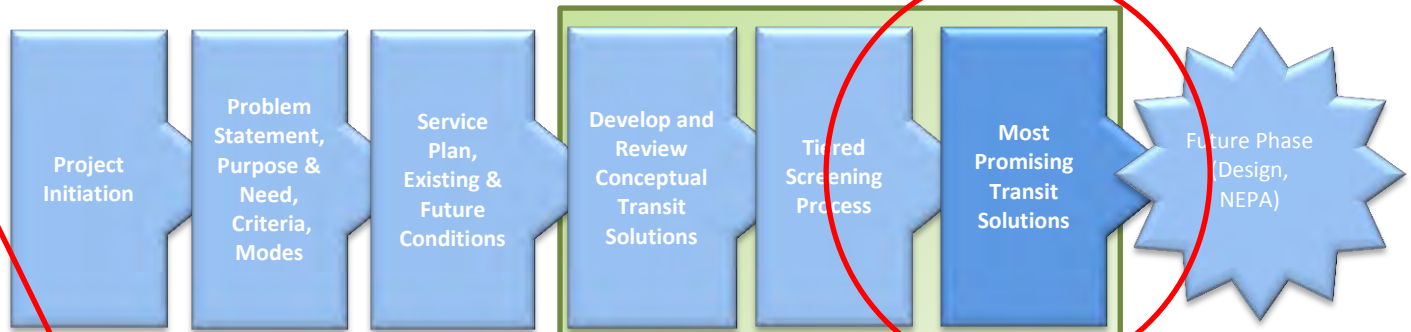 Project
Initiation
Problem
Statement,
Purpose &
Need,
Criteria,
Modes
Service
Plan,
Existing &
Future
Conditions
Develop and
Review
Conceptual
Transit
Solutions
Tiered
Screening
Process
Most
Promising
Transit
Solutions
Future Phase
(Design,
NEPA)